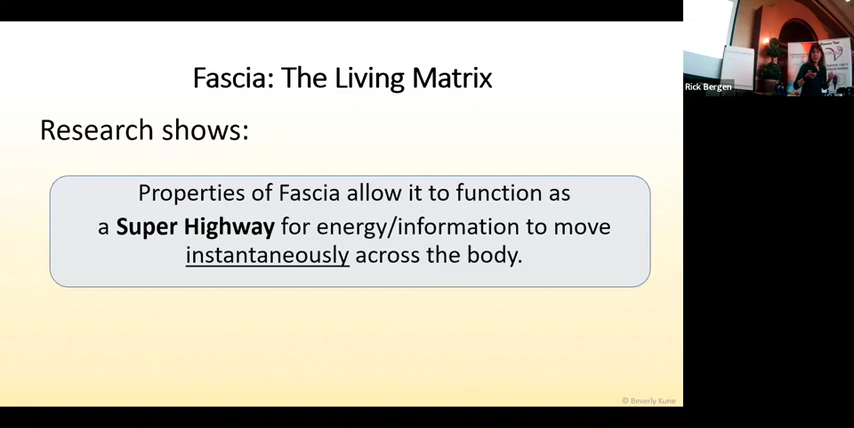 Fascia: The Living Matrix
Research shows:
Properties of Fascia allow it to function as
a Super Highway for energy/information to move
instantaneously across the body.
© Beverly Kune
Rick Bergen